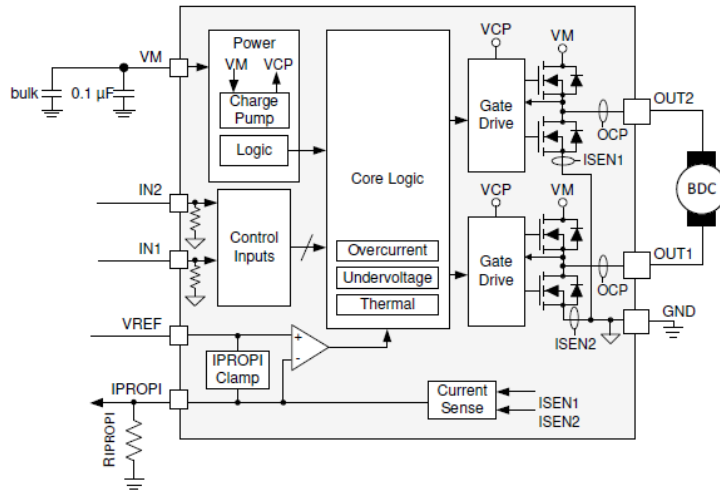 Power
VM
VM
VCP
bulk
0.1 µF
Charge
Pump
Logic
Core Logic
VCP
VM
Gate
Drive
OUT2
OCP
ISEN1
BDC
IN2
IN1
Control
Inputs
Overcurrent
Undervoltage
Thermal
VCP
VM
Gate
Drive
OUT1
OCP
GND
ISEN2
VREF
+
-
IPROPI
Clamp
IPROPI
Current
Sense
ISEN1
ISEN2
RIPROPI